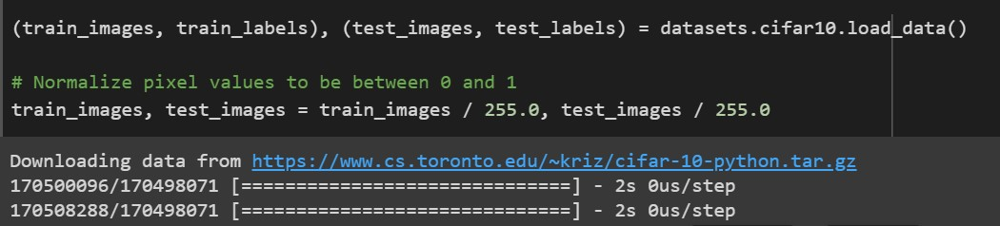 (train_images, train_labels), (test_images, test_labels) = datasets.cifar10.load_data()
# Normalize pixel values to be between 0 and 1
train_images, test_images = train_images / 255.0, test_images / 255.0
Downloading data from https://www.cs.toronto.edu/~kriz/cifar-10-python.tar.gz
170500096/170498071 [==============================] - 2s 0us/step
170508288/170498071 [==============================] - 2s 0us/step